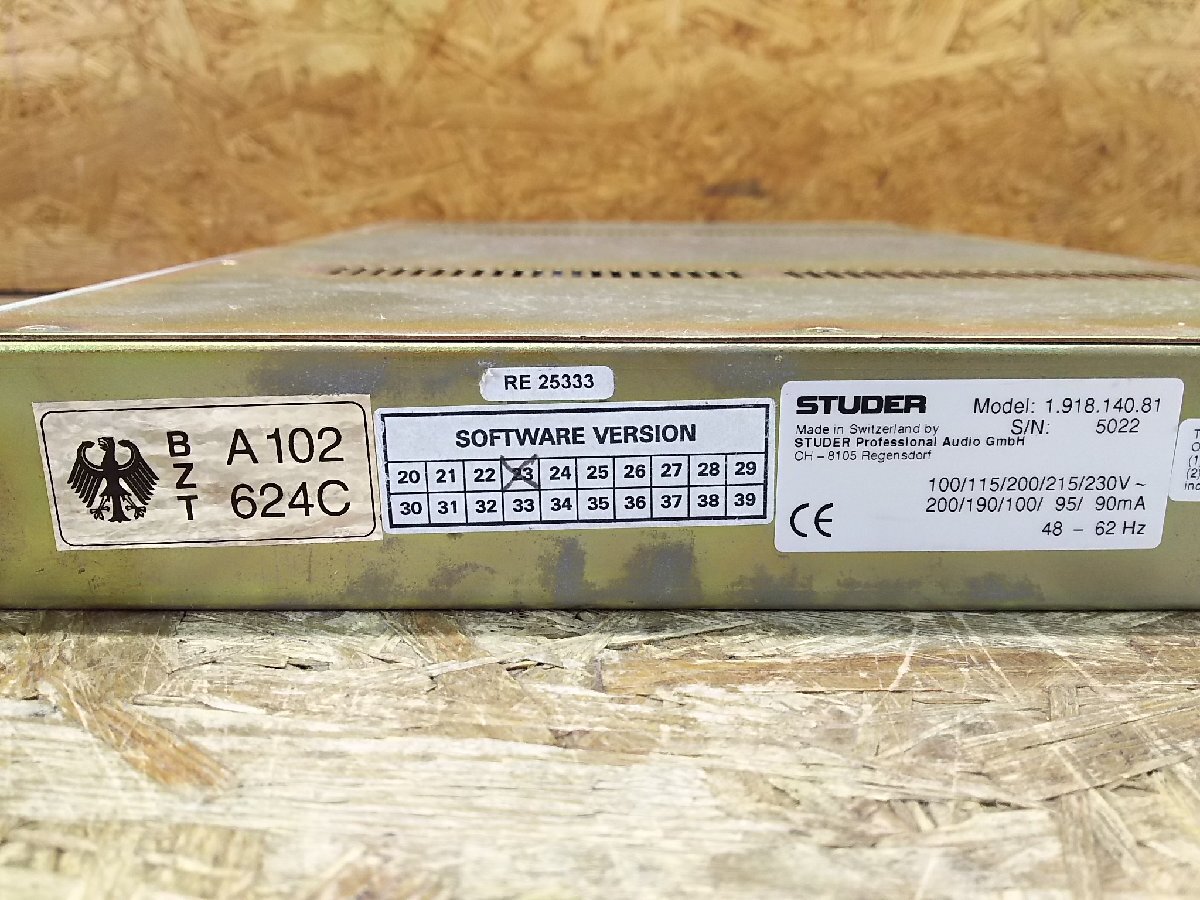 RE 25333
B
Z
T
A102
624C
SOFTWARE VERSION
20 21 22 23 24 25 26 27 28 29
30 31 32 33 34 35 36 37 38 39
STUDER Model: 1.918.140.81
Made in Switzerland by S/N: 5022
STUDER Professional Audio GmbH
CH - 8105 Regensdorf
100/115/200/215/230V ~
200/190/100/ 95/ 90mA
CE 48 - 62 Hz
(1)
(2)